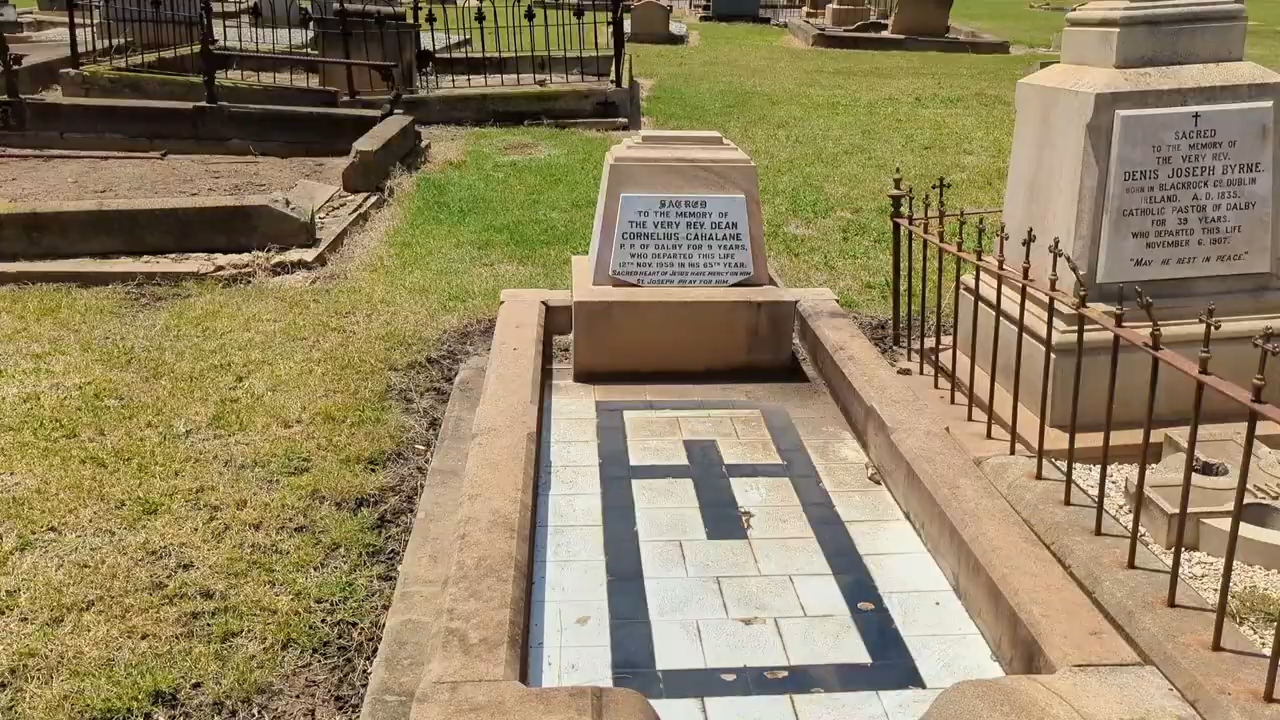 SACRED
TO THE MEMORY OF
THE VERY REV. DEAN
CORNELIUS CAHALANE
P. P. OF DALBY FOR 9 YEARS,
WHO DEPARTED THIS LIFE
12TH NOV. 1959 IN HIS 65TH YEAR.
SACRED HEART OF JESUS HAVE MERCY ON HIM
ST. JOSEPH PRAY FOR HIM.
SACRED
TO THE MEMORY OF
THE VERY REV.
DENIS JOSEPH BYRNE.
BORN IN BLACKROCK CO DUBLIN
IRELAND. A.D. 1835.
CATHOLIC PASTOR OF DALBY
FOR 39 YEARS.
WHO DEPARTED THIS LIFE
NOVEMBER 6. 1907.
"MAY HE REST IN PEACE."